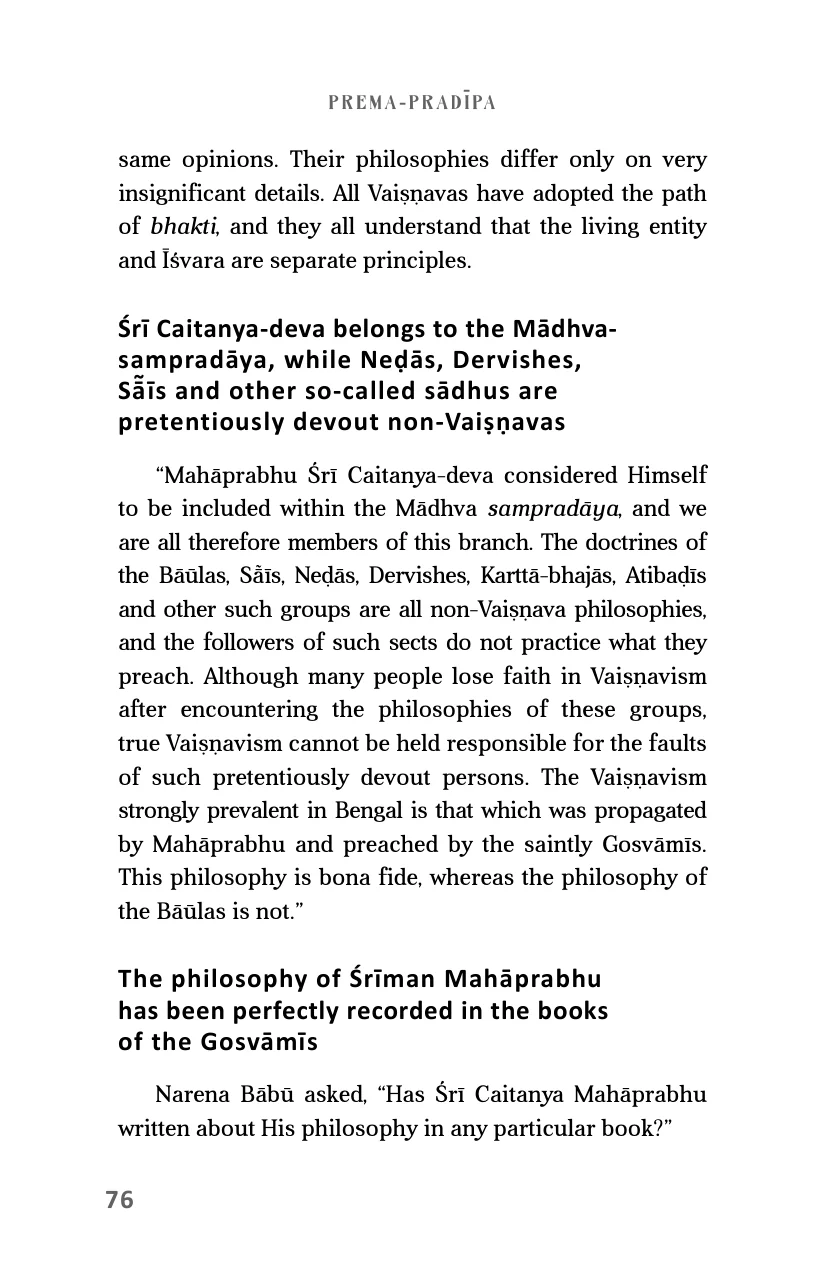 PREMA-PRADĪPA
same opinions. Their philosophies differ only on very
insignificant details. All Vaiṣṇavas have adopted the path
of bhakti, and they all understand that the living entity
and Īśvara are separate principles.
Śrī Caitanya-deva belongs to the Mādhva-
sampradāya, while Neḍās, Dervishes,
Sā̃īs and other so-called sādhus are
pretentiously devout non-Vaiṣṇavas
“Mahāprabhu Śrī Caitanya-deva considered Himself
to be included within the Mādhva sampradāya, and we
are all therefore members of this branch. The doctrines of
the Bāūlas, Sā̃īs, Neḍās, Dervishes, Karttā-bhajās, Atibaḍīs
and other such groups are all non-Vaiṣṇava philosophies,
and the followers of such sects do not practice what they
preach. Although many people lose faith in Vaiṣṇavism
after encountering the philosophies of these groups,
true Vaiṣṇavism cannot be held responsible for the faults
of such pretentiously devout persons. The Vaiṣṇavism
strongly prevalent in Bengal is that which was propagated
by Mahāprabhu and preached by the saintly Gosvāmīs.
This philosophy is bona fide, whereas the philosophy of
the Bāūlas is not.”
The philosophy of Śrīman Mahāprabhu
has been perfectly recorded in the books
of the Gosvāmīs
Narena Bābū asked, “Has Śrī Caitanya Mahāprabhu
written about His philosophy in any particular book?”
76